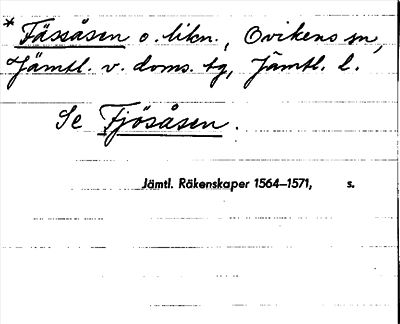 * Fässåsen o. likn., Ovikens sn,
Jämtl. v. doms. tg, Jämtl. l.
Se Fjösåsen.
Jämtl. Räkenskaper 1564–1571, s.